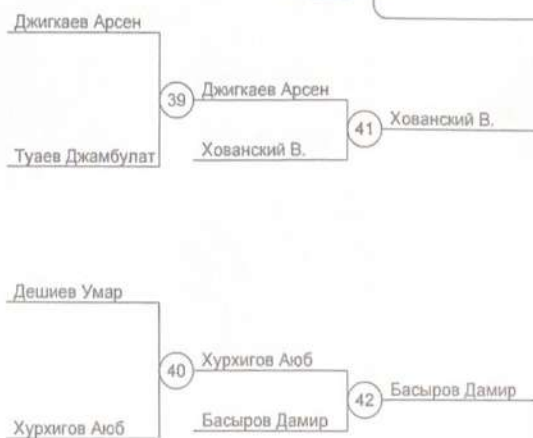 Джигкаев Арсен
39
Джигкаев Арсен
41
Хованский В.
Туаев Джамбулат
Хованский В.
Дешиев Умар
40
Хурхигов Аюб
42
Басыров Дамир
Хурхигов Аюб
Басыров Дамир